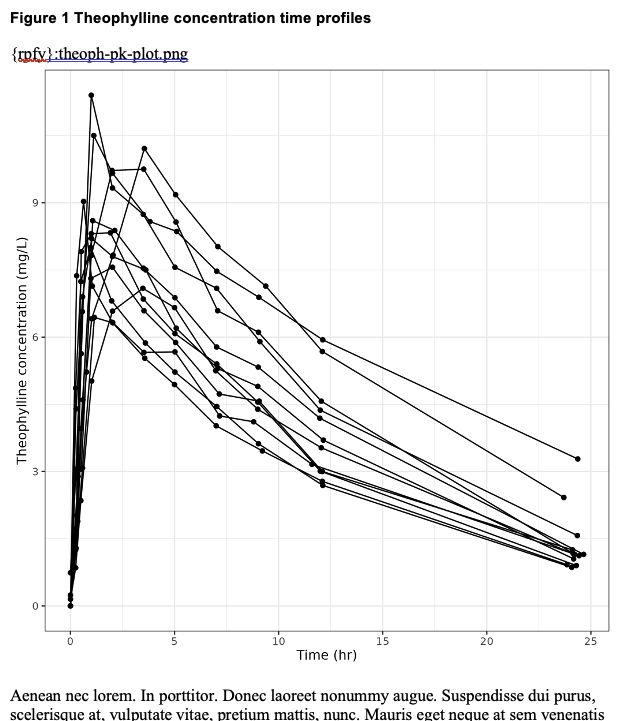 Figure 1 Theophylline concentration time profiles
{rpfy}:theoph-pk-plot.png
Theophylline concentration (mg/L)
9
6
3
0
0 5 10 15 20 25
Time (hr)
Aenean nec lorem. In porttitor. Donec laoreet nonummy augue. Suspendisse dui purus,
scelerisque at, vulputate vitae, pretium mattis, nunc. Mauris eget neque at sem venenatis